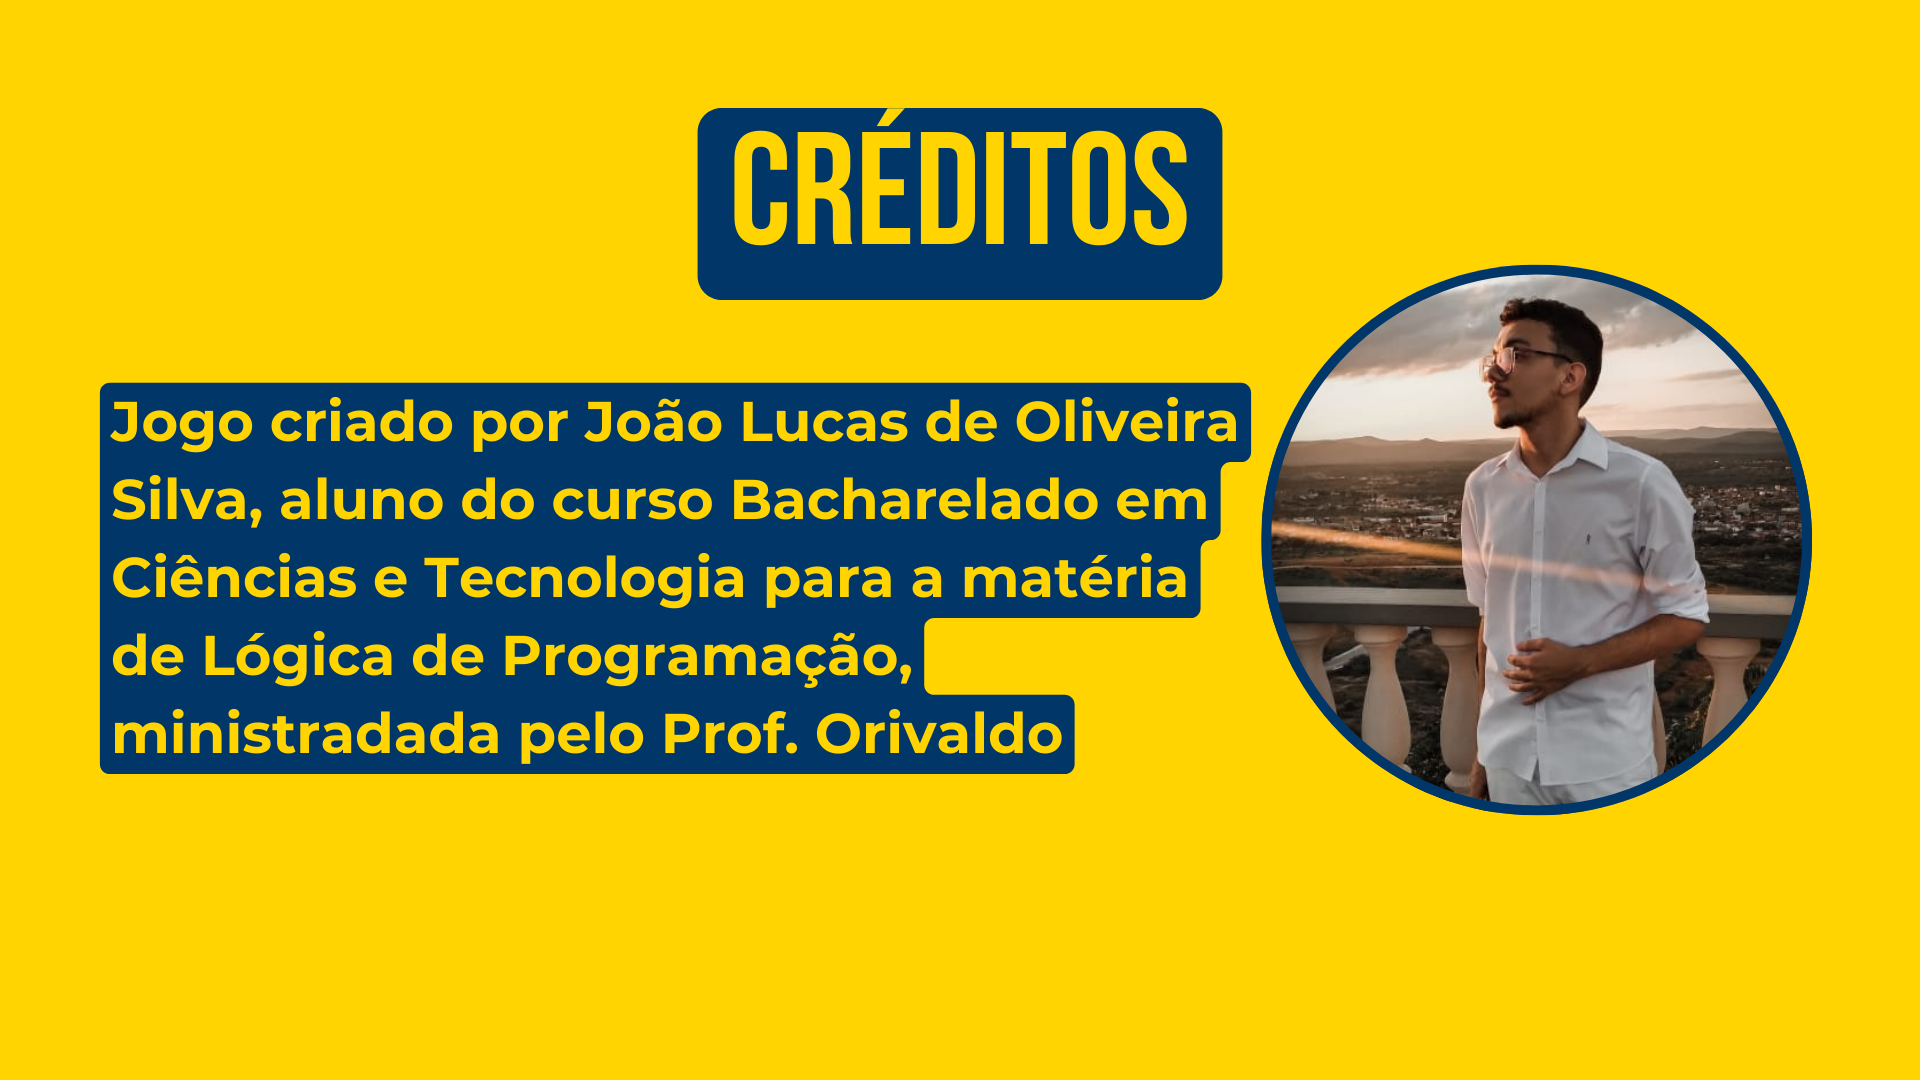 CRÉDITOS
Jogo criado por João Lucas de Oliveira
Silva, aluno do curso Bacharelado em
Ciências e Tecnologia para a matéria
de Lógica de Programação,
ministradada pelo Prof. Orivaldo